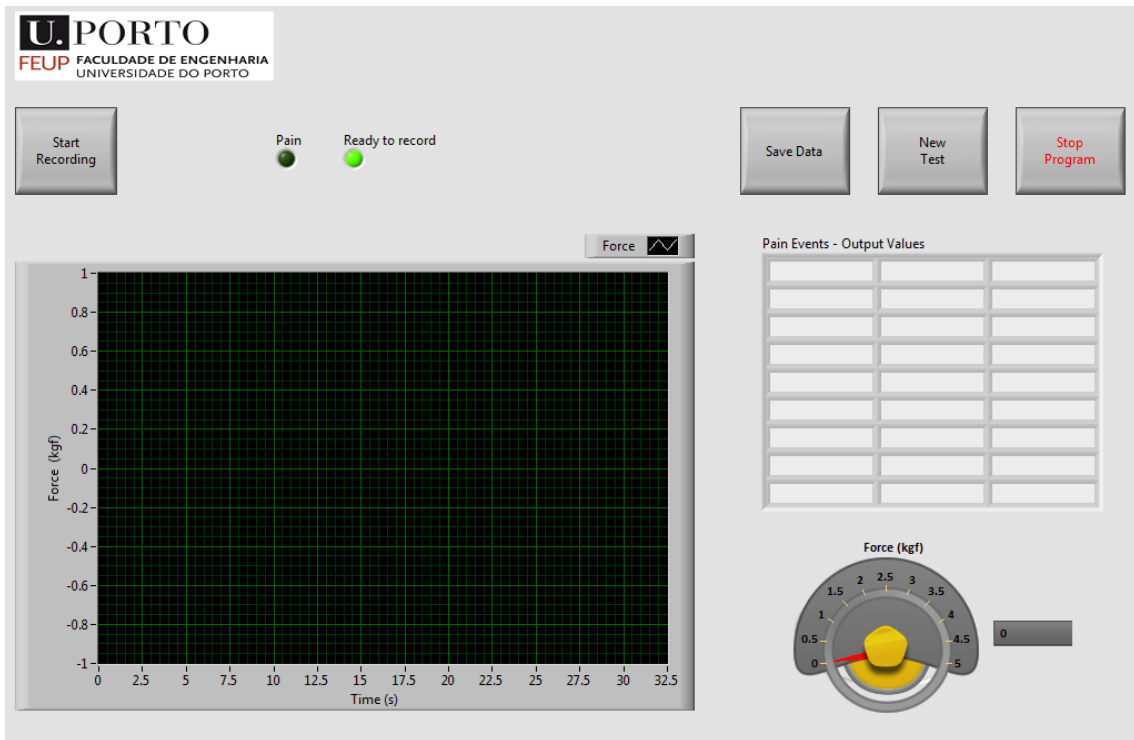 U. PORTO
FEUP FACULDADE DE ENGENHARIA
UNIVERSIDADE DO PORTO
Start
Recording
Pain
Ready to record
Save Data
New
Test
Stop
Program
Force
Pain Events - Output Values
Force (kgf)
1
0.8
0.6
0.4
0.2
0
-0.2
-0.4
-0.6
-0.8
-1
0 2.5 5 7.5 10 12.5 15 17.5 20 22.5 25 27.5 30 32.5
Time (s)
Force (kgf)
0 0.5 1 1.5 2 2.5 3 3.5 4 4.5 5
0